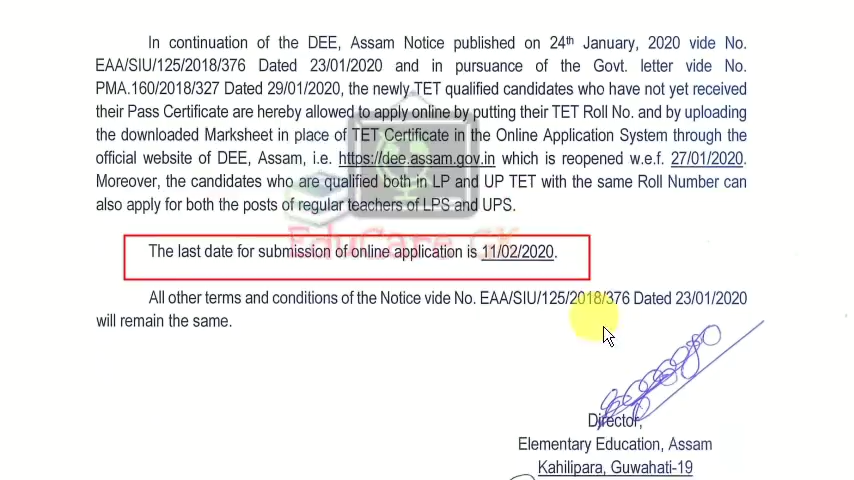 In continuation of the DEE, Assam Notice published on 24th January, 2020 vide No.
EAA/SIU/125/2018/376 Dated 23/01/2020 and in pursuance of the Govt. letter vide No.
PMA.160/2018/327 Dated 29/01/2020, the newly TET qualified candidates who have not yet received
their Pass Certificate are hereby allowed to apply online by putting their TET Roll No. and by uploading
the downloaded Marksheet in place of TET Certificate in the Online Application System through the
official website of DEE, Assam, i.e. https://dee.assam.gov.in which is reopened w.e.f. 27/01/2020.
Moreover, the candidates who are qualified both in LP and UP TET with the same Roll Number can
also apply for both the posts of regular teachers of LPS and UPS.
EduCare GK
The last date for submission of online application is 11/02/2020.
All other terms and conditions of the Notice vide No. EAA/SIU/125/2018/376 Dated 23/01/2020
will remain the same.
Director,
Elementary Education, Assam
Kahilipara, Guwahati-19